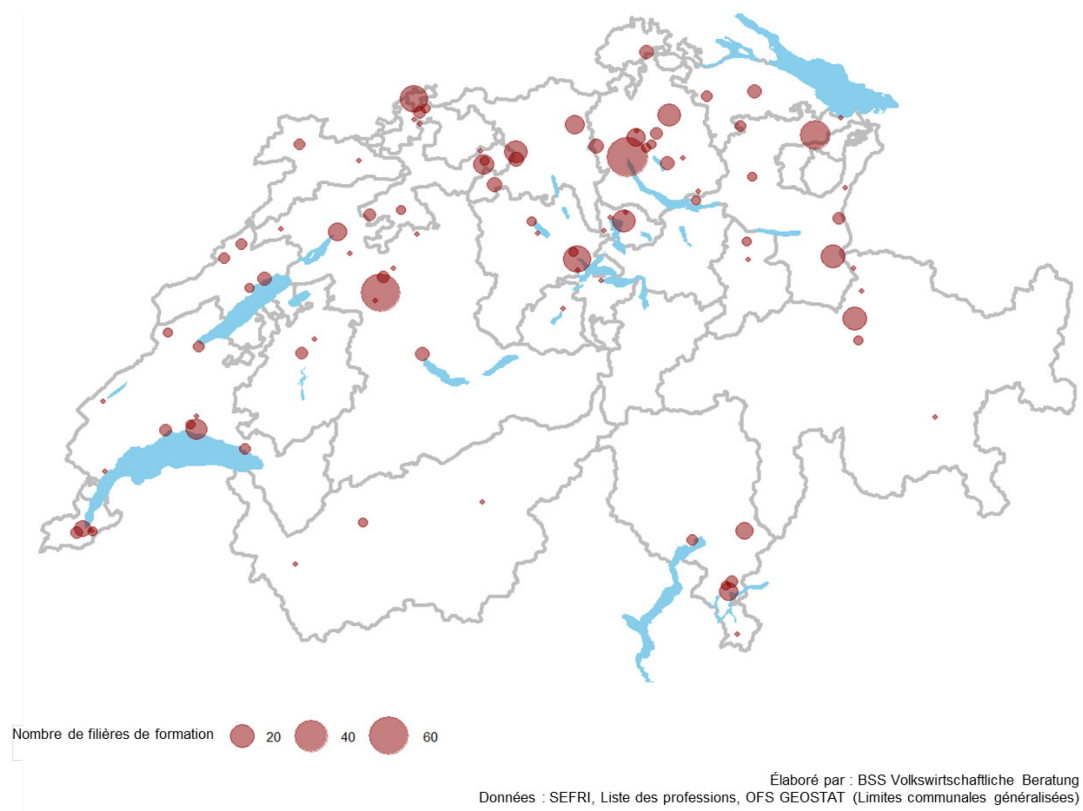 Nombre de filières de formation 20 40 60
Élaboré par : BSS Volkswirtschaftliche Beratung
Données : SEFRI, Liste des professions, OFS GEOSTAT (Limites communales généralisées)